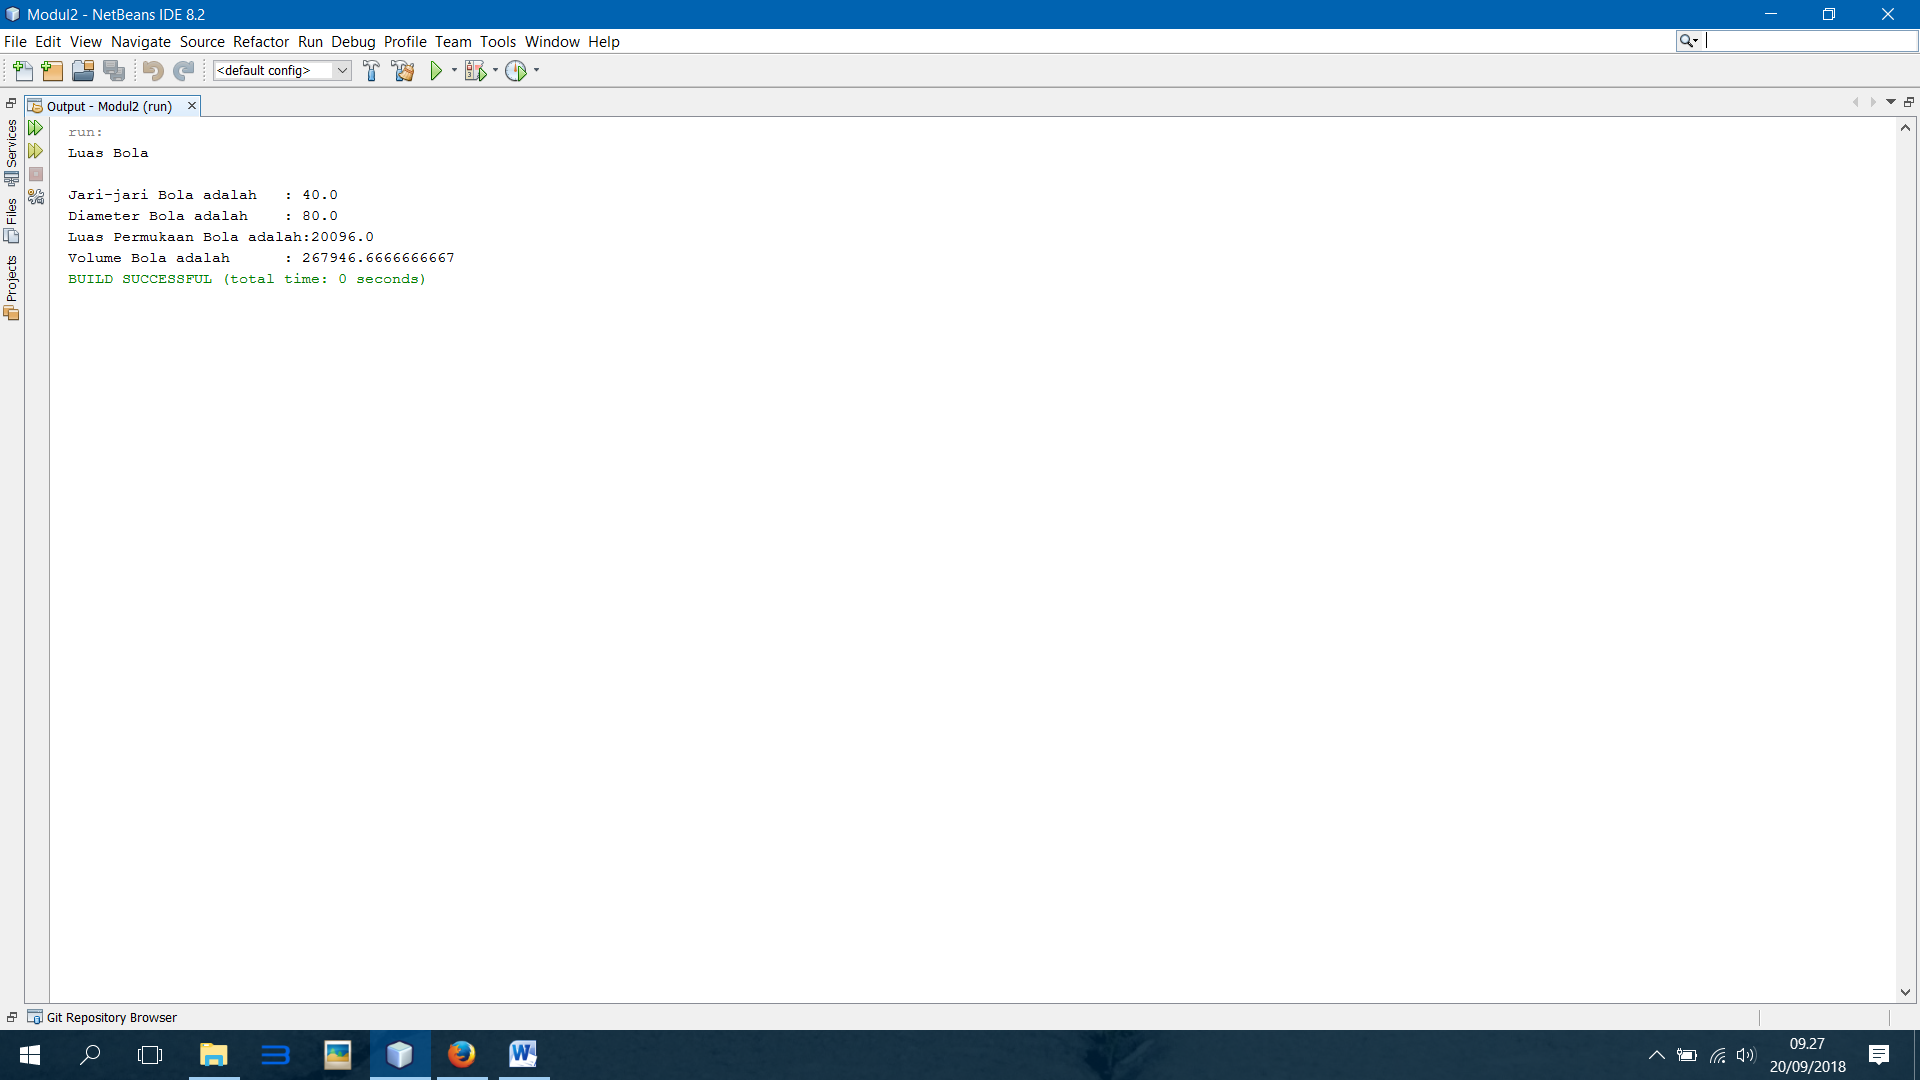 Modul2 - NetBeans IDE 8.2
File Edit View Navigate Source Refactor Run Debug Profile Team Tools Window Help
<default config>
Output - Modul2 (run)
Services
Files
Projects
run:
Luas Bola
Jari-jari Bola adalah : 40.0
Diameter Bola adalah : 80.0
Luas Permukaan Bola adalah:20096.0
Volume Bola adalah : 267946.6666666667
BUILD SUCCESSFUL (total time: 0 seconds)
Git Repository Browser
09.27
20/09/2018